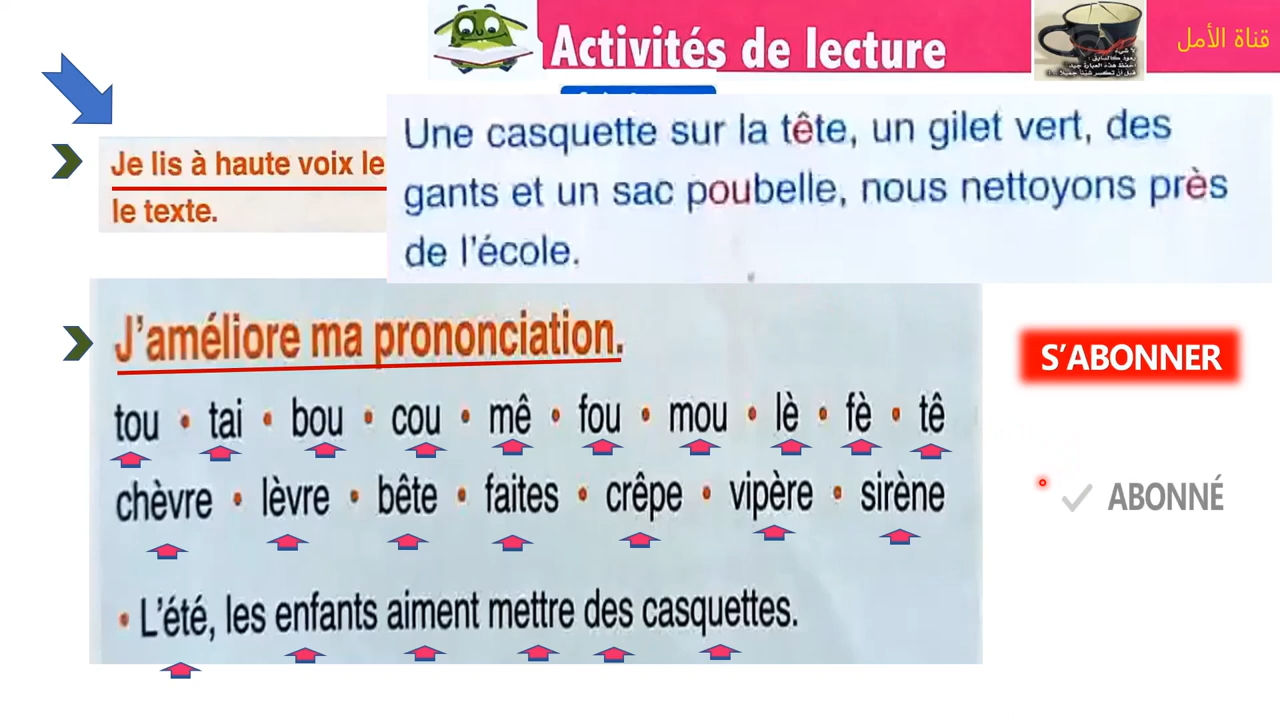 Activités de lecture
قناة الأمل
Une casquette sur la tête, un gilet vert, des
gants et un sac poubelle, nous nettoyons près
de l'école.
Je lis à haute voix le
le texte.
J'améliore ma prononciation.
tou • tai • bou • cou • mê • fou • mou • lè • fè • tê
chèvre • lèvre • bête • faites • crêpe • vipère • sirène
• L'été, les enfants aiment mettre des casquettes.
S'ABONNER
ABONNÉ